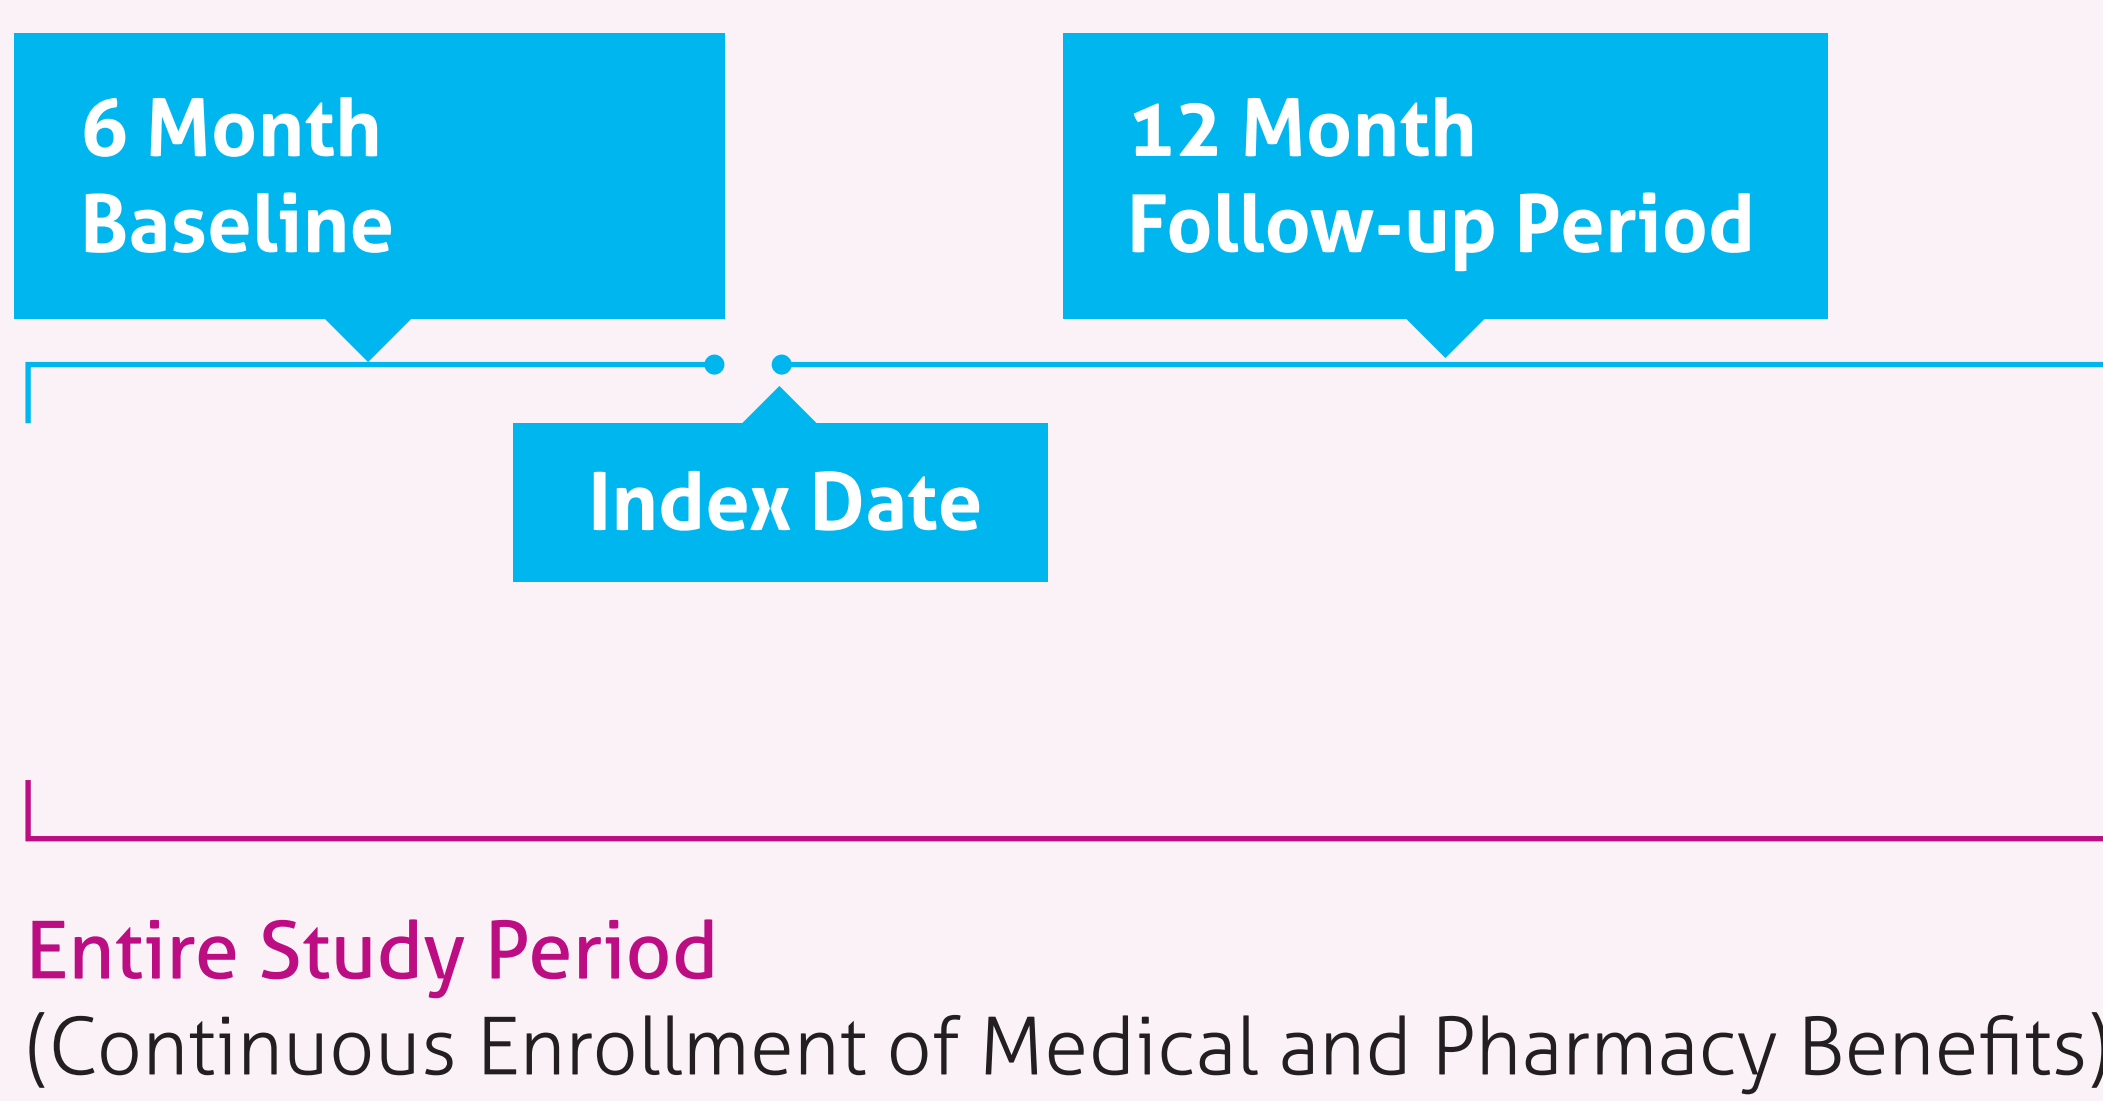 6 Month
Baseline
12 Month
Follow-up Period
Index Date
Entire Study Period
(Continuous Enrollment of Medical and Pharmacy Benefits)